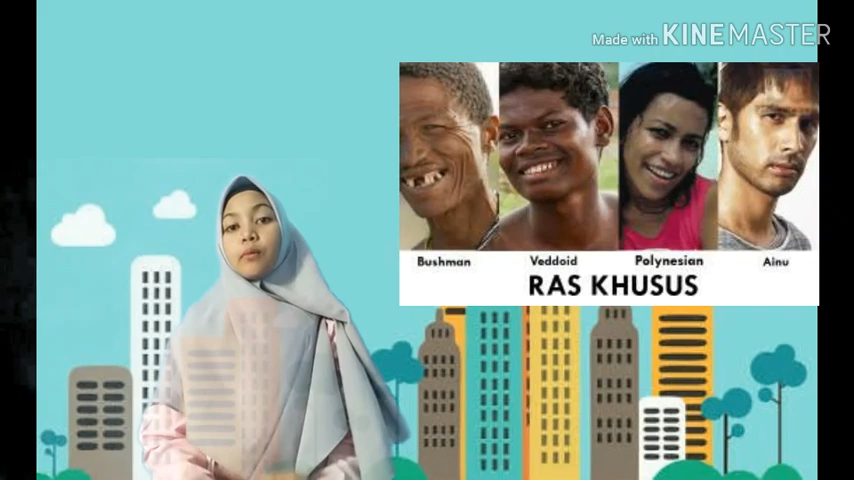 Made with KINEMASTER
Bushman
Veddoid
Polynesian
Ainu
RAS KHUSUS